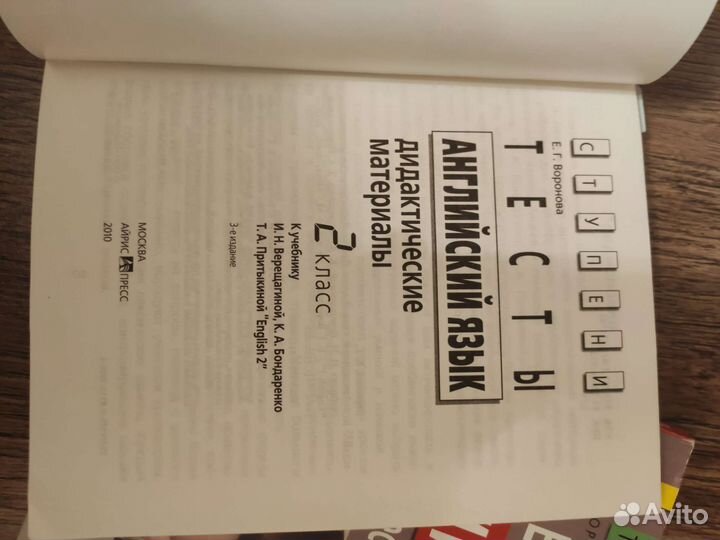 СТУПЕНИ
Е. Г. Воронова
ТЕСТЫ
АНГЛИЙСКИЙ ЯЗЫК
дидактические
материалы
2 класс
К учебнику
И. Н. Верещагиной, К. А. Бондаренко
Т. А. Притыкиной "English 2"
3-е издание
МОСКВА
АЙРИС ПРЕСС
2010
Avito